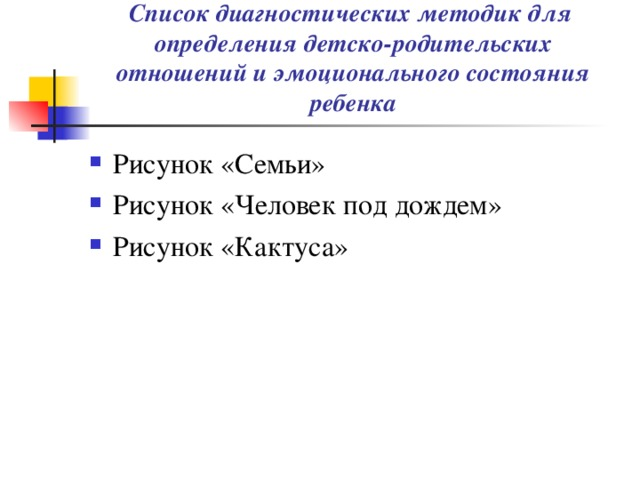 Список диагностических методик для
определения детско-родительских
отношений и эмоционального состояния
ребенка
Рисунок «Семьи»
Рисунок «Человек под дождем»
Рисунок «Кактуса»